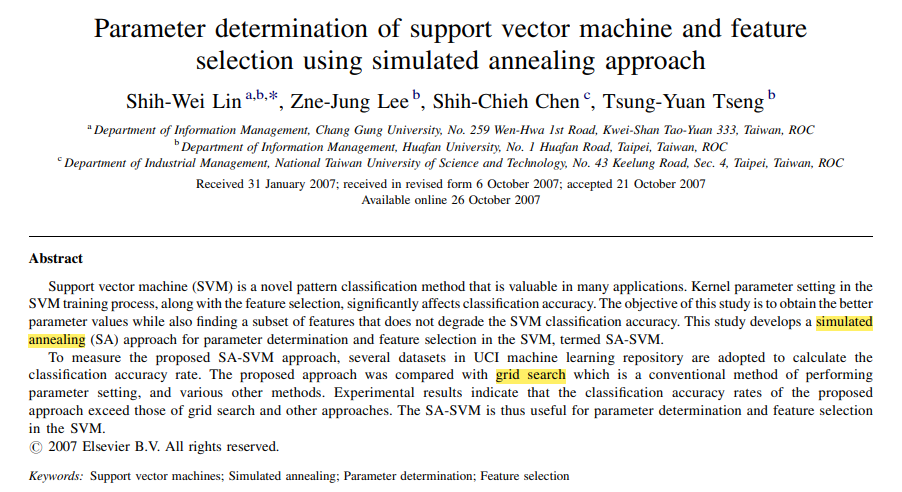 Parameter determination of support vector machine and feature
selection using simulated annealing approach
Shih-Wei Lin a,b,*, Zne-Jung Lee b, Shih-Chieh Chen c, Tsung-Yuan Tseng b
a Department of Information Management, Chang Gung University, No. 259 Wen-Hwa 1st Road, Kwei-Shan Tao-Yuan 333, Taiwan, ROC
b Department of Information Management, Huafan University, No. 1 Huafan Road, Taipei, Taiwan, ROC
c Department of Industrial Management, National Taiwan University of Science and Technology, No. 43 Keelung Road, Sec. 4, Taipei, Taiwan, ROC
Received 31 January 2007; received in revised form 6 October 2007; accepted 21 October 2007
Available online 26 October 2007
Abstract
Support vector machine (SVM) is a novel pattern classification method that is valuable in many applications. Kernel parameter setting in the
SVM training process, along with the feature selection, significantly affects classification accuracy. The objective of this study is to obtain the better
parameter values while also finding a subset of features that does not degrade the SVM classification accuracy. This study develops a simulated
annealing (SA) approach for parameter determination and feature selection in the SVM, termed SA-SVM.
To measure the proposed SA-SVM approach, several datasets in UCI machine learning repository are adopted to calculate the
classification accuracy rate. The proposed approach was compared with grid search which is a conventional method of performing
parameter setting, and various other methods. Experimental results indicate that the classification accuracy rates of the proposed
approach exceed those of grid search and other approaches. The SA-SVM is thus useful for parameter determination and feature selection
in the SVM.
© 2007 Elsevier B.V. All rights reserved.
Keywords: Support vector machines; Simulated annealing; Parameter determination; Feature selection